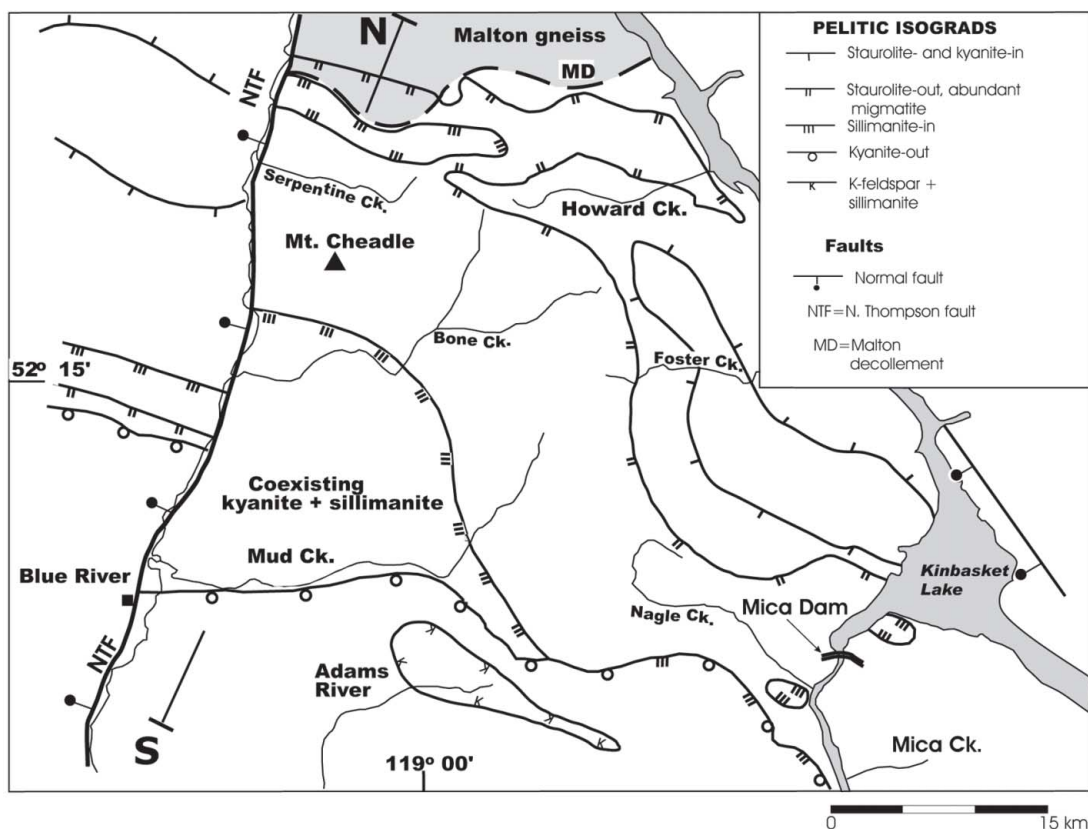 N
Malton gneiss
MD
NTF
Serpentine Ck.
Howard Ck.
Mt. Cheadle
Bone Ck.
Foster Ck.
52º 15'
Coexisting
kyanite + sillimanite
Mud Ck.
Blue River
Nagle Ck.
Mica Dam
Kinbasket
Lake
NTF
Adams
River
S
119º 00'
Mica Ck.
PELITIC ISOGRADS
Staurolite- and kyanite-in
Staurolite-out, abundant
migmatite
Sillimanite-in
Kyanite-out
K K K K K
K-feldspar +
sillimanite
Faults
Normal fault
NTF=N. Thompson fault
MD=Malton
decollement
0 15 km